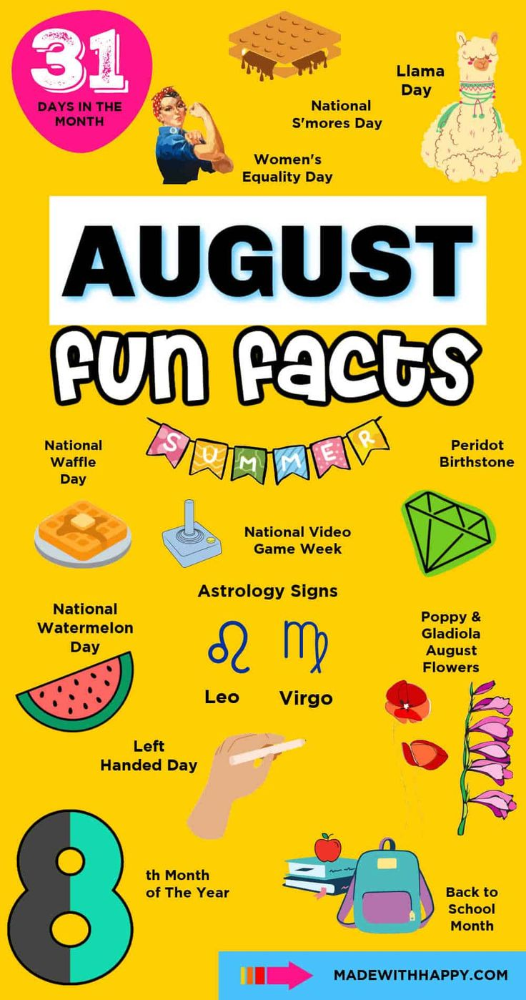 31
DAYS IN THE
MONTH
National
S'mores Day
Llama
Day
Women's
Equality Day
AUGUST
fun facts
SUMMER
National
Waffle
Day
Peridot
Birthstone
National Video
Game Week
Astrology Signs
National
Watermelon
Day
Poppy &
Gladiola
August
Flowers
Leo
Virgo
Left
Handed Day
8
th Month
of The Year
Back to
School
Month
MADEWITHHAPPY.COM